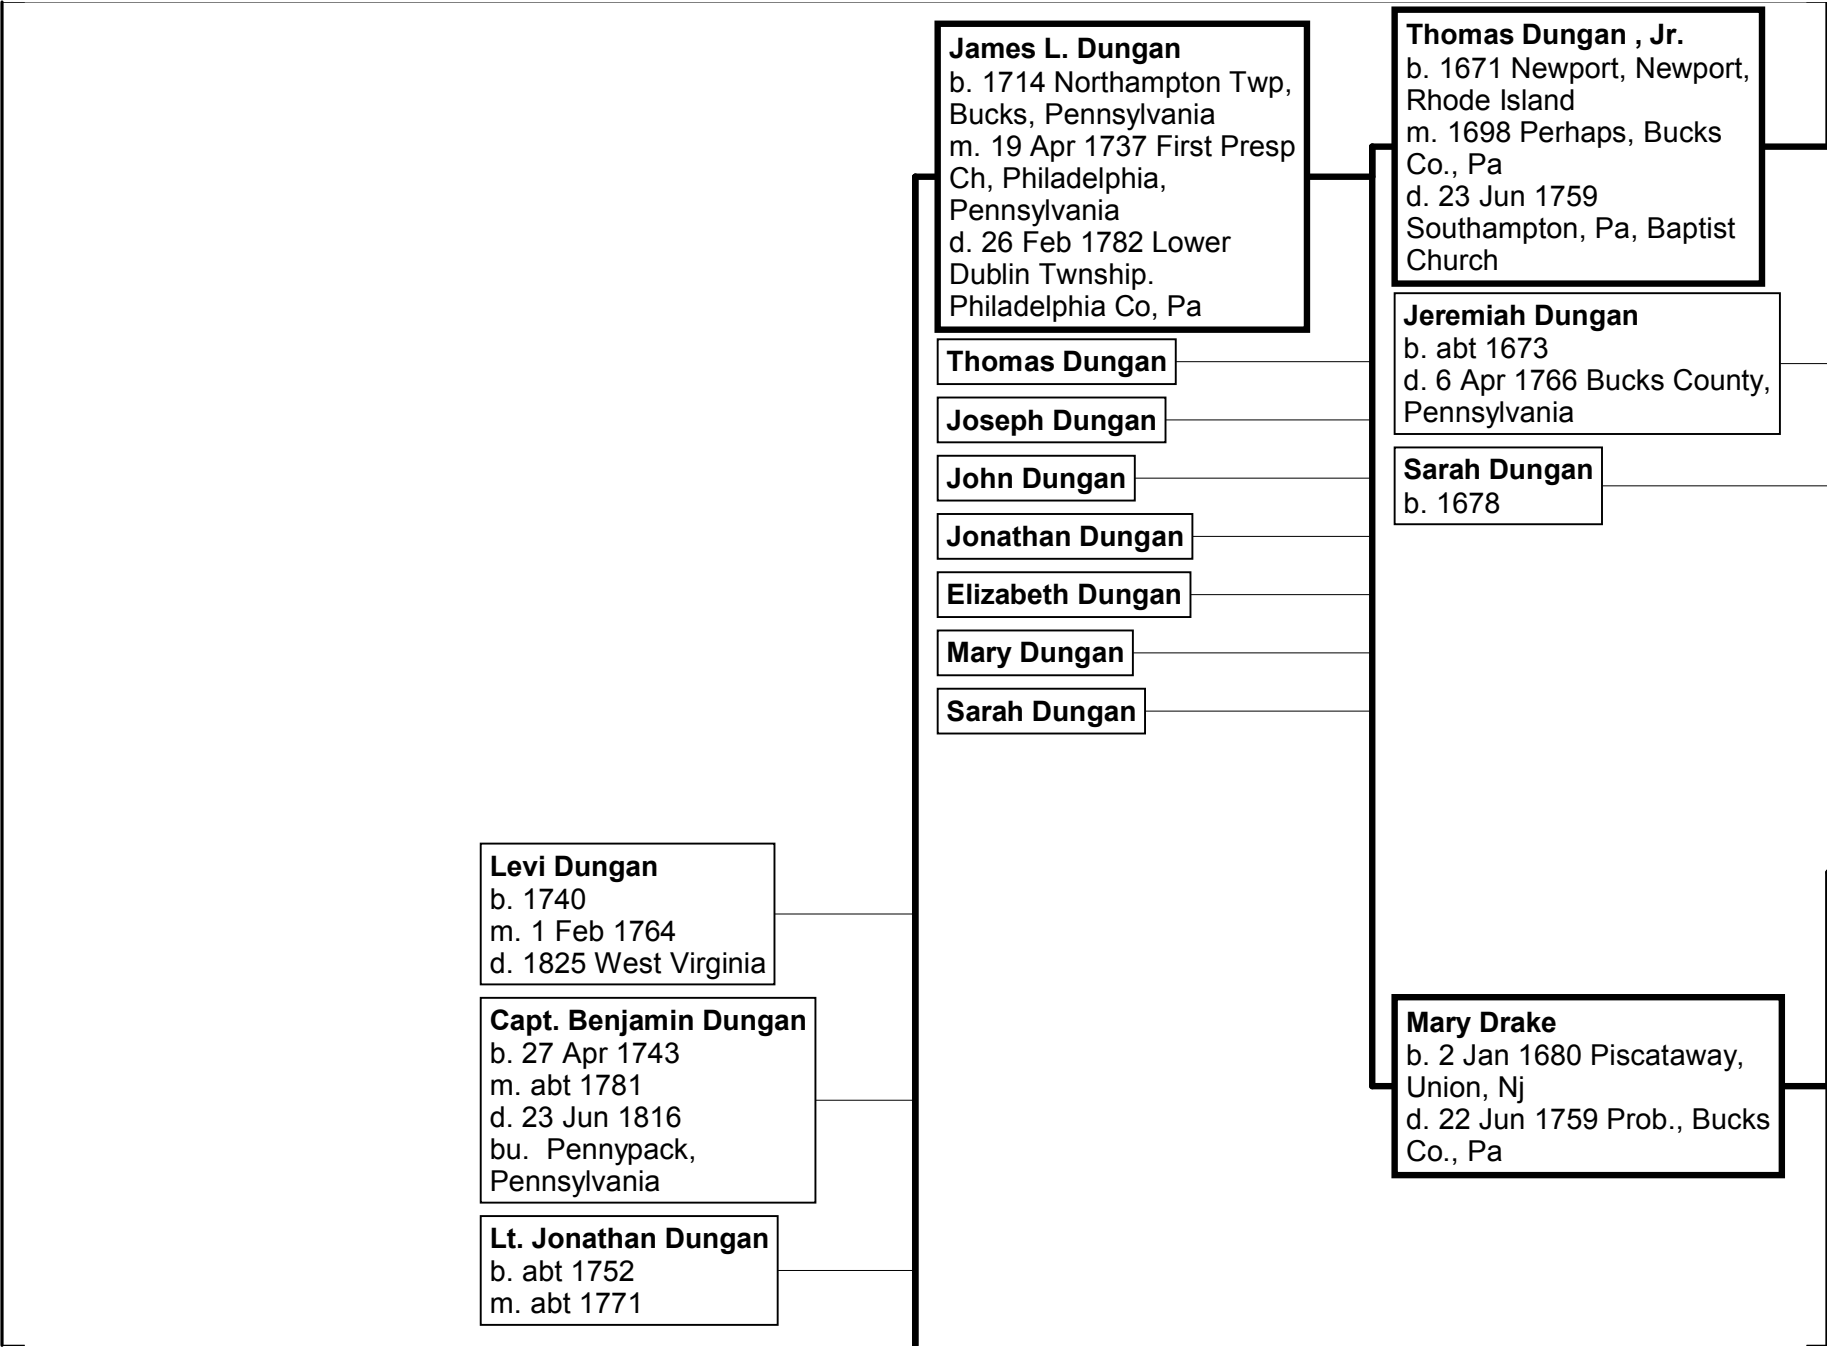 James L. Dungan
b. 1714 Northampton Twp,
Bucks, Pennsylvania
m. 19 Apr 1737 First Presp
Ch, Philadelphia,
Pennsylvania
d. 26 Feb 1782 Lower
Dublin Twnship.
Philadelphia Co, Pa
Thomas Dungan
Joseph Dungan
John Dungan
Jonathan Dungan
Elizabeth Dungan
Mary Dungan
Sarah Dungan
Thomas Dungan , Jr.
b. 1671 Newport, Newport,
Rhode Island
m. 1698 Perhaps, Bucks
Co., Pa
d. 23 Jun 1759
Southampton, Pa, Baptist
Church
Jeremiah Dungan
b. abt 1673
d. 6 Apr 1766 Bucks County,
Pennsylvania
Sarah Dungan
b. 1678
Levi Dungan
b. 1740
m. 1 Feb 1764
d. 1825 West Virginia
Capt. Benjamin Dungan
b. 27 Apr 1743
m. abt 1781
d. 23 Jun 1816
bu.  Pennypack,
Pennsylvania
Lt. Jonathan Dungan
b. abt 1752
m. abt 1771
Mary Drake
b. 2 Jan 1680 Piscataway,
Union, Nj
d. 22 Jun 1759 Prob., Bucks
Co., Pa